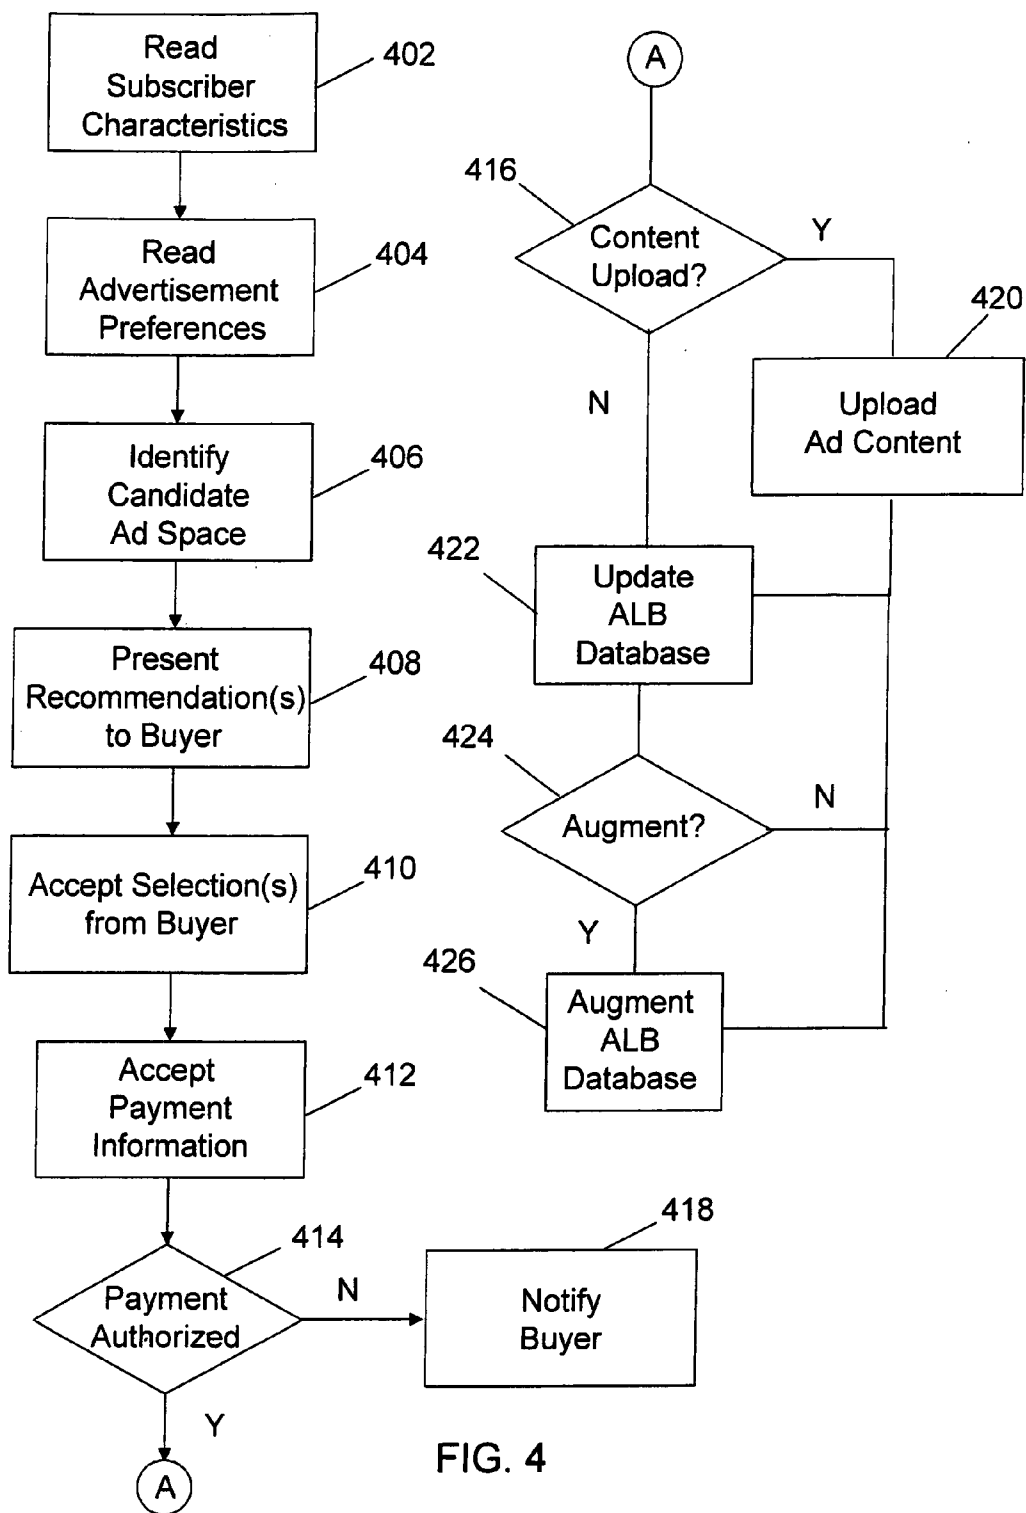 Read
Subscriber
Characteristics
402
Read
Advertisement
Preferences
404
Identify
Candidate
Ad Space
406
Present
Recommendation(s)
to Buyer
408
Accept Selection(s)
from Buyer
410
Accept
Payment
Information
412
Payment
Authorized
414
N
Y
A
Notify
Buyer
418
A
416
Content
Upload?
Y
N
420
Upload
Ad Content
422
Update
ALB
Database
424
Augment?
N
Y
426
Augment
ALB
Database
FIG. 4